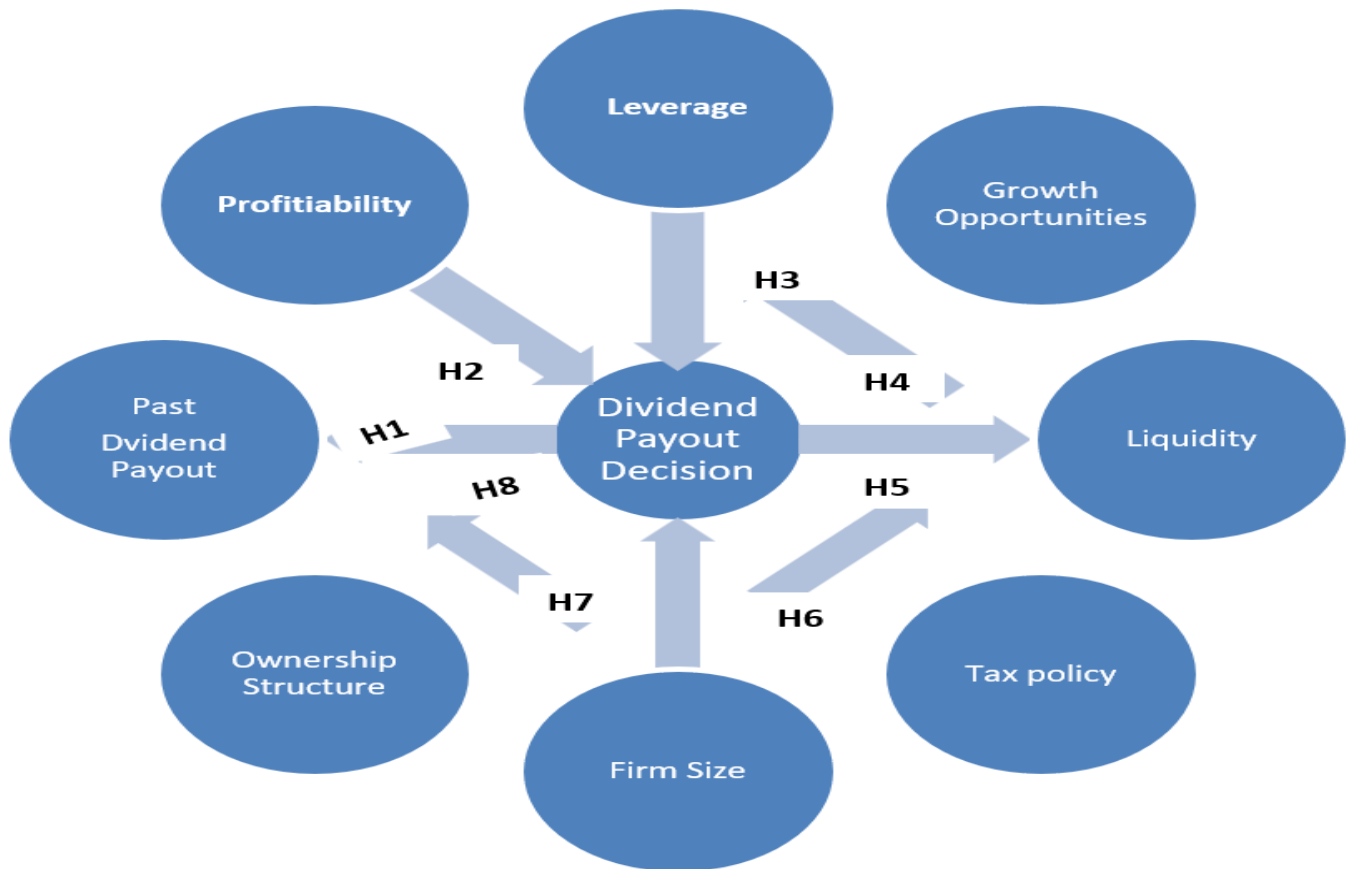 Leverage
Profitiability
Growth
Opportunities
H3
H2
H4
Past
Dvidend
Payout
H1
Dividend
Payout
Decision
Liquidity
H8
H5
H7
H6
Ownership
Structure
Tax policy
Firm Size